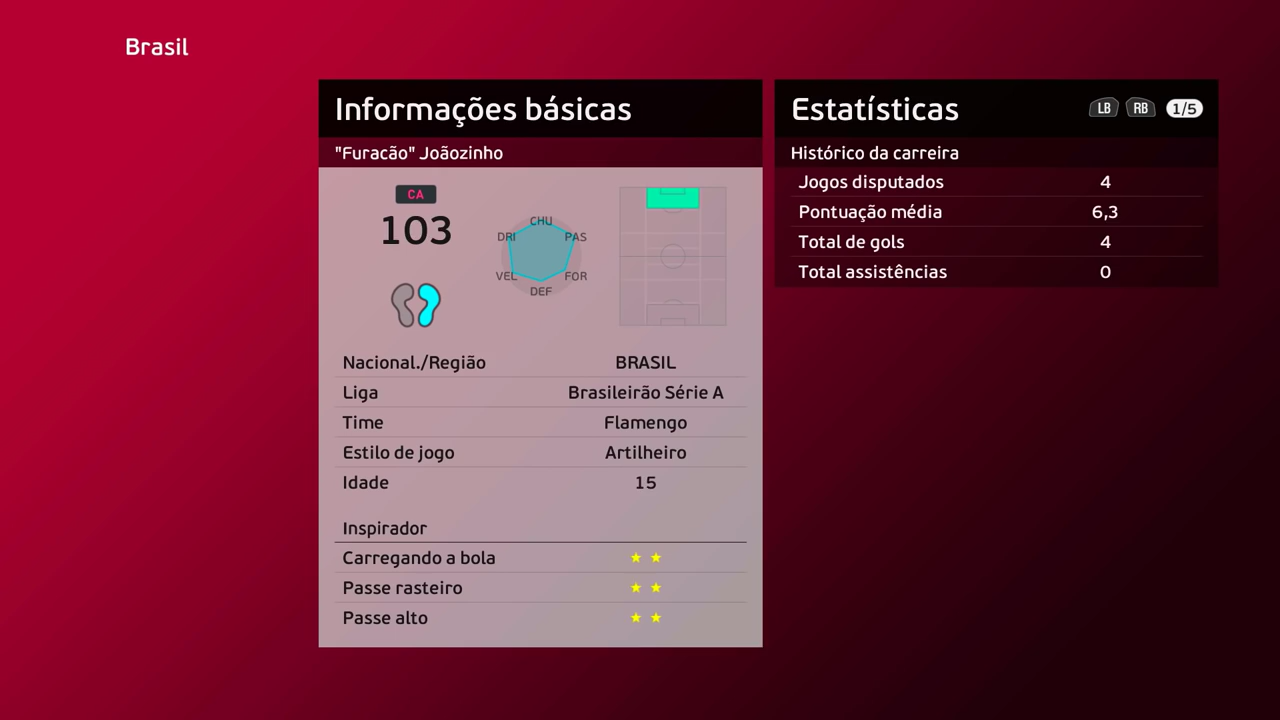 Brasil
Informações básicas
"Furacão" Joãozinho
CA
103
CHU
DRI
PAS
VEL
FOR
DEF
Nacional./Região BRASIL
Liga Brasileirão Série A
Time Flamengo
Estilo de jogo Artilheiro
Idade 15
Inspirador
Carregando a bola ★ ★
Passe rasteiro ★ ★
Passe alto ★ ★
Estatísticas LB RB 1/5
Histórico da carreira
Jogos disputados 4
Pontuação média 6,3
Total de gols 4
Total assistências 0